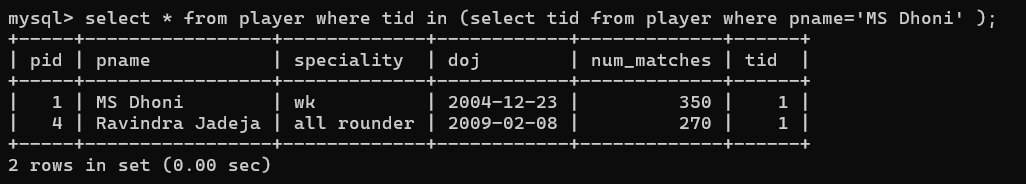 mysql> select * from player where tid in (select tid from player where pname='MS Dhoni' );
+-----+-----------------+-------------+------------+-------------+------+
| pid | pname           | speciality  | doj        | num_matches | tid  |
+-----+-----------------+-------------+------------+-------------+------+
|   1 | MS Dhoni        | wk          | 2004-12-23 |         350 |    1 |
|   4 | Ravindra Jadeja | all rounder | 2009-02-08 |         270 |    1 |
+-----+-----------------+-------------+------------+-------------+------+
2 rows in set (0.00 sec)